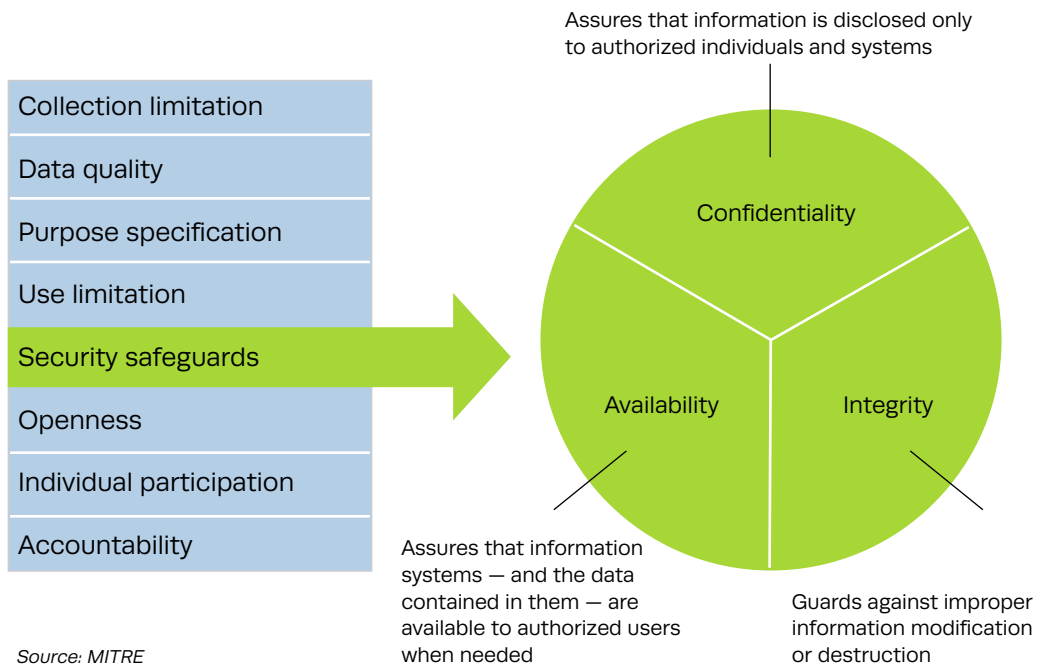 Assures that information is disclosed only
to authorized individuals and systems
Collection limitation
Data quality
Purpose specification
Use limitation
Security safeguards
Openness
Individual participation
Accountability
Confidentiality
Availability
Integrity
Assures that information
systems — and the data
contained in them — are
available to authorized users
when needed
Guards against improper
information modification
or destruction
Source: MITRE